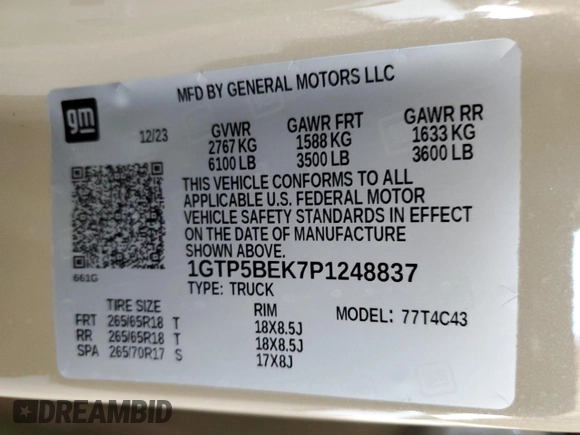 MFD BY GENERAL MOTORS LLC
gm
12/23
GVWR GAWR FRT GAWR RR
2767 KG 1588 KG 1633 KG
6100 LB 3500 LB 3600 LB
THIS VEHICLE CONFORMS TO ALL
APPLICABLE U.S. FEDERAL MOTOR
VEHICLE SAFETY STANDARDS IN EFFECT
ON THE DATE OF MANUFACTURE
SHOWN ABOVE.
661G
1GTP5BEK7P1248837
TYPE: TRUCK
TIRE SIZE RIM MODEL: 77T4C43
FRT 265/65R18 T 18X8.5J
RR 265/65R18 T 18X8.5J
SPA 265/70R17 S 17X8J
DREAMBID